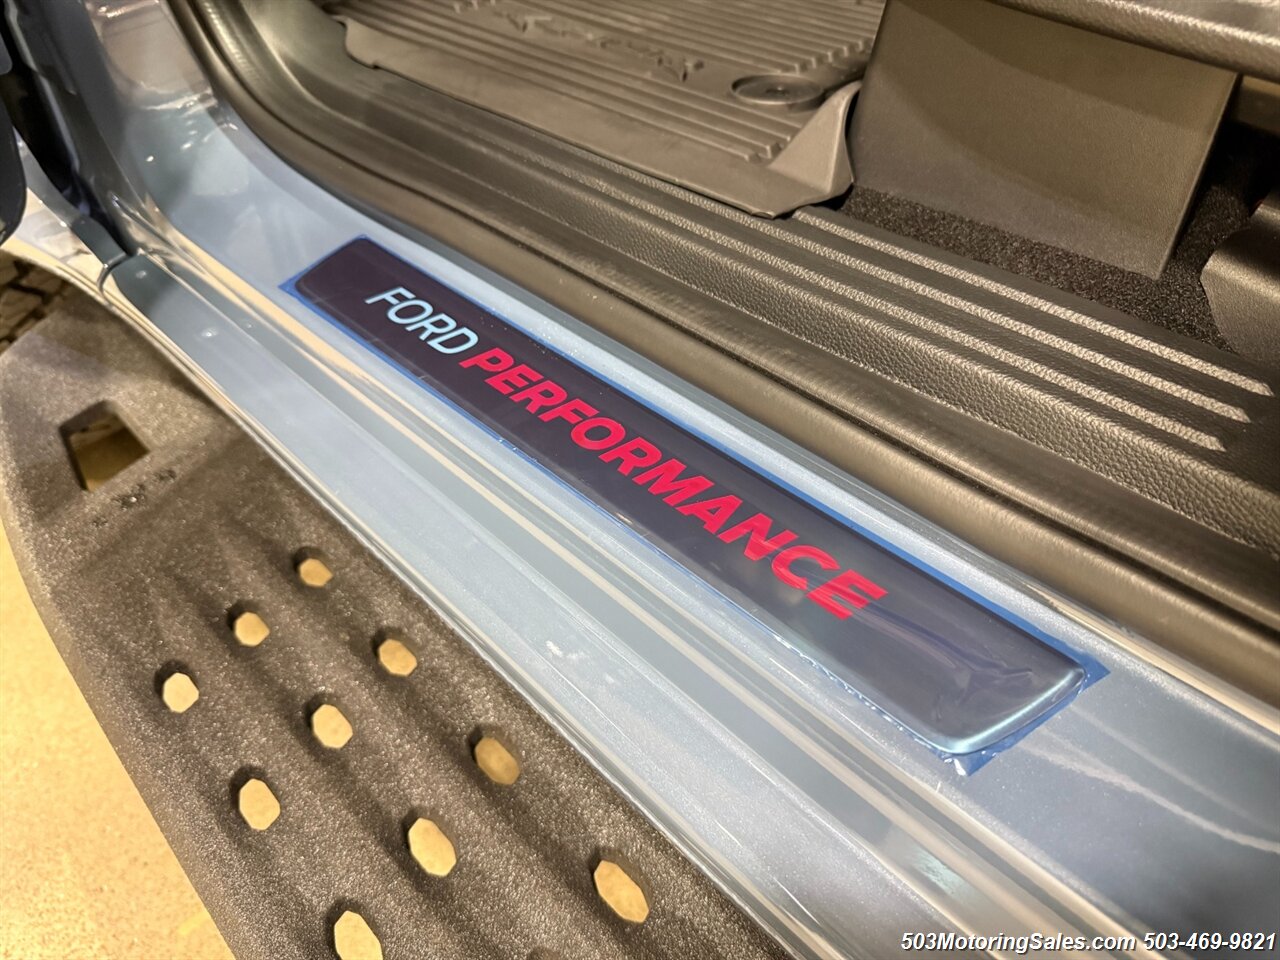 FORD PERFORMANCE
503MotoringSales.com 503-469-9821